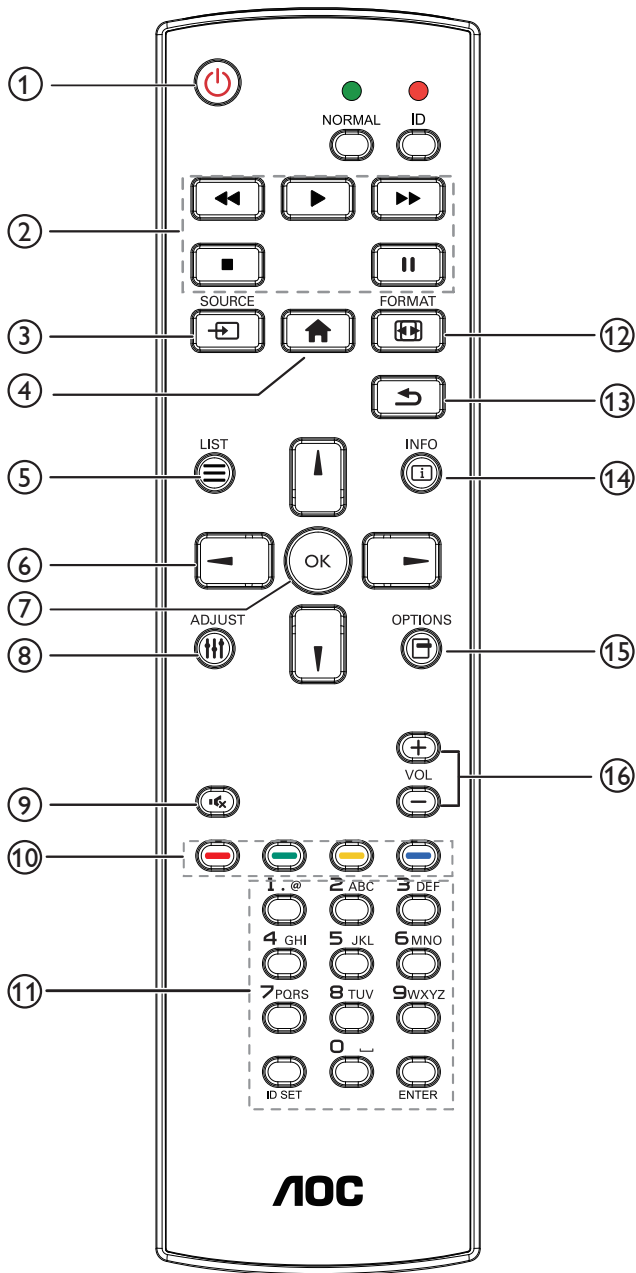 1
NORMAL ID
2
SOURCE FORMAT
3
12
4
13
LIST INFO
5
14
6
OK
7
ADJUST OPTIONS
8
15
+
VOL
16
9
10
1 . @ 2 ABC 3 DEF
4 GHI 5 JKL 6 MNO
11
7 PQRS 8 TUV 9 WXYZ
0 ⎵
ID SET ENTER
AOC